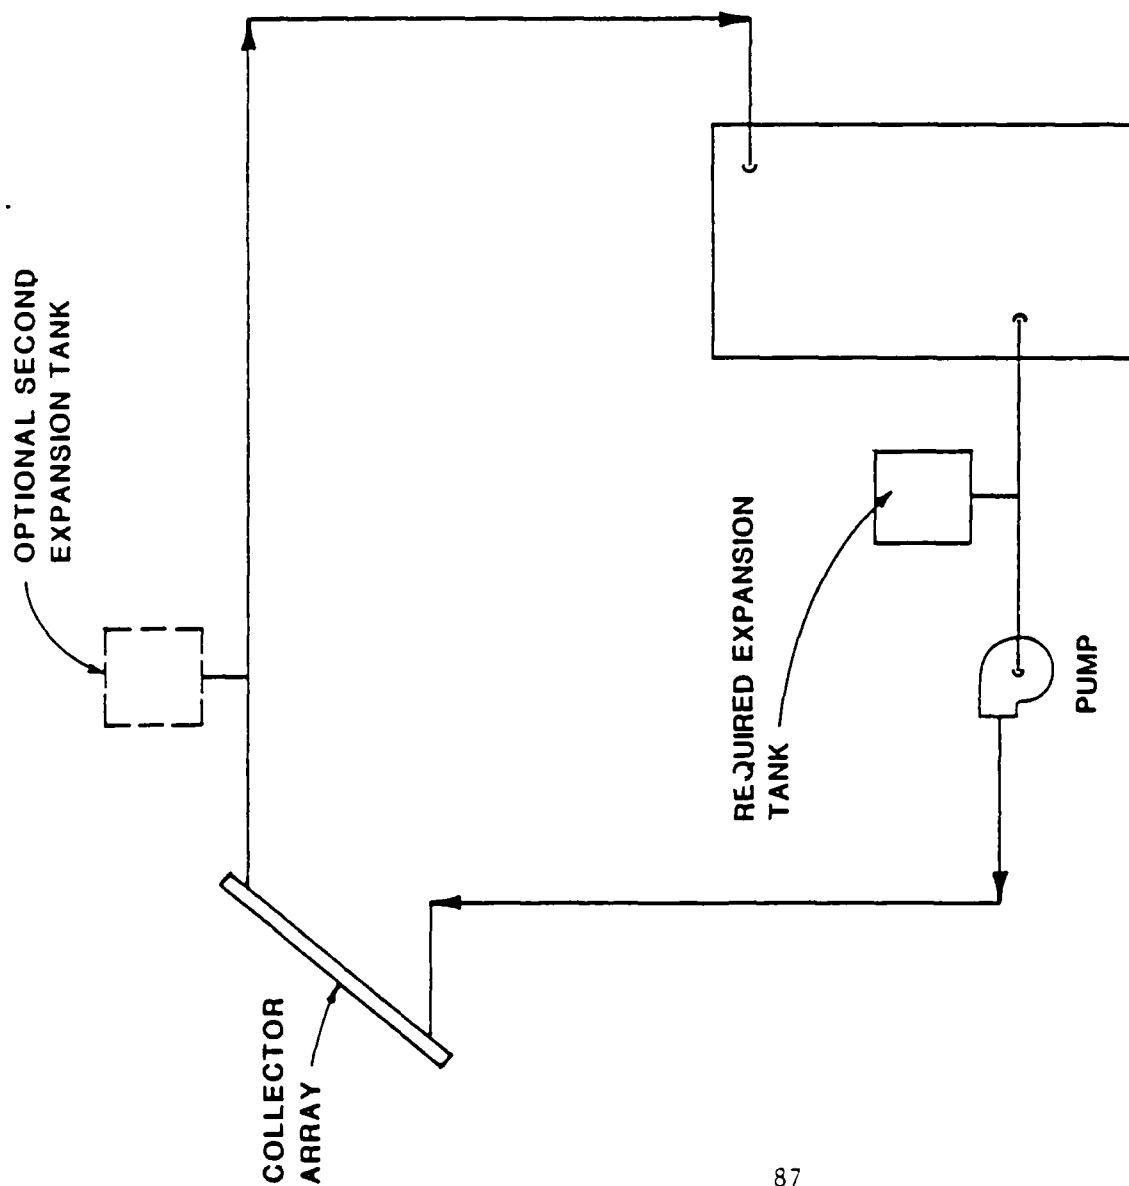 OPTIONAL SECOND
EXPANSION TANK
COLLECTOR
ARRAY
REQUIRED EXPANSION
TANK
PUMP
87